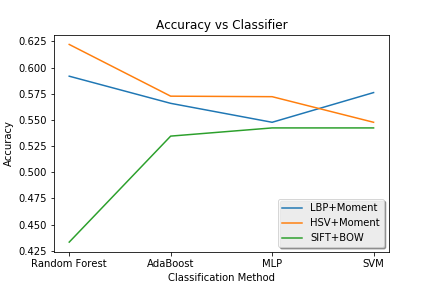 Accuracy vs Classifier
0.625
0.600
0.575
0.550
0.525
0.500
0.475
0.450
0.425
Accuracy
LBP+Moment
HSV+Moment
SIFT+BOW
Random Forest AdaBoost MLP SVM
Classification Method